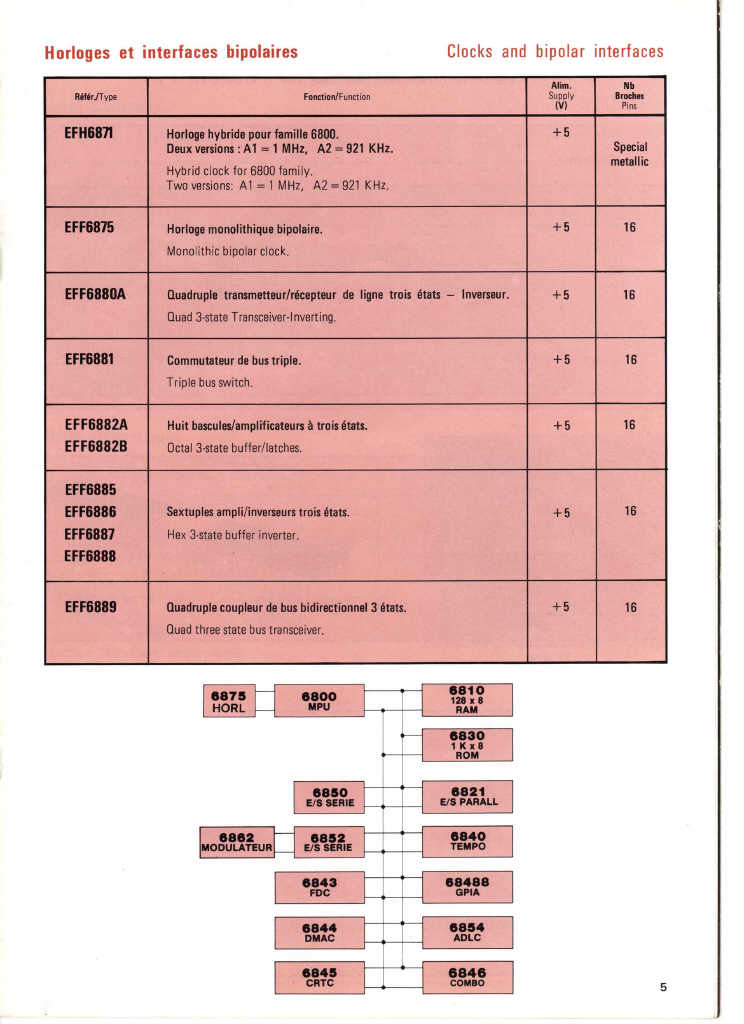 Horloges et interfaces bipolaires
Clocks and bipolar interfaces
Référ./Type
Fonction/Function
Alim.
Supply
(V)
Nb
Broches
Pins
EFH6871
Horloge hybride pour famille 6800.
Deux versions : A1 = 1 MHz, A2 = 921 KHz.
Hybrid clock for 6800 family.
Two versions: A1 = 1 MHz, A2 = 921 KHz.
+5
Special
metallic
EFF6875
Horloge monolithique bipolaire.
Monolithic bipolar clock.
+5
16
EFF6880A
Quadruple transmetteur/récepteur de ligne trois états – Inverseur.
Quad 3-state Transceiver-Inverting.
+5
16
EFF6881
Commutateur de bus triple.
Triple bus switch.
+5
16
EFF6882A
EFF6882B
Huit bascules/amplificateurs à trois états.
Octal 3-state buffer/latches.
+5
16
EFF6885
EFF6886
EFF6887
EFF6888
Sextuples ampli/inverseurs trois états.
Hex 3-state buffer inverter.
+5
16
EFF6889
Quadruple coupleur de bus bidirectionnel 3 états.
Quad three state bus transceiver.
+5
16
6875
HORL
6800
MPU
6810
128 x 8
RAM
6830
1 K x 8
ROM
6850
E/S SERIE
6821
E/S PARALL
6862
MODULATEUR
6852
E/S SERIE
6840
TEMPO
6843
FDC
68488
GPIA
6844
DMAC
6854
ADLC
6845
CRTC
6846
COMBO
5